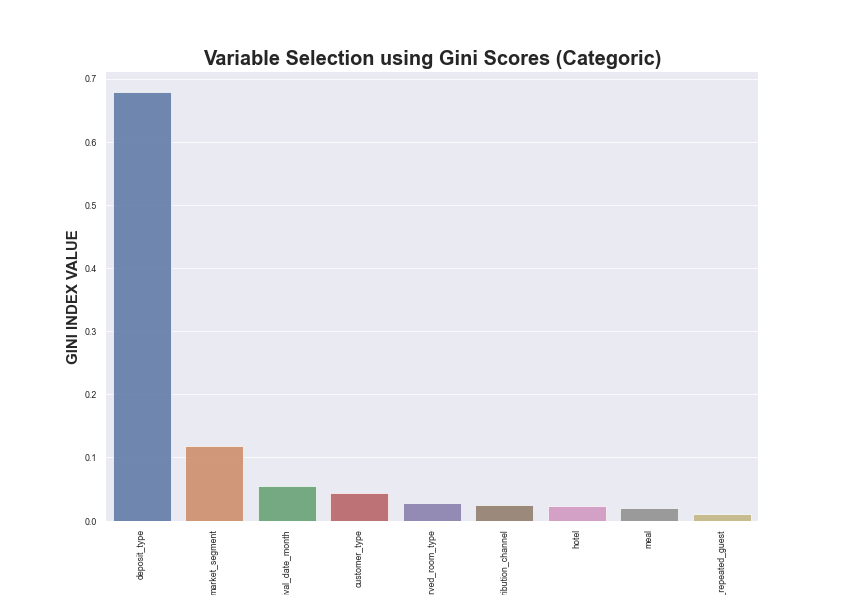 Variable Selection using Gini Scores (Categoric)
GINI INDEX VALUE
0.7
0.6
0.5
0.4
0.3
0.2
0.1
0.0
deposit_type
market_segment
ival_date_month
customer_type
rved_room_type
ribution_channel
hotel
meal
_repeated_guest